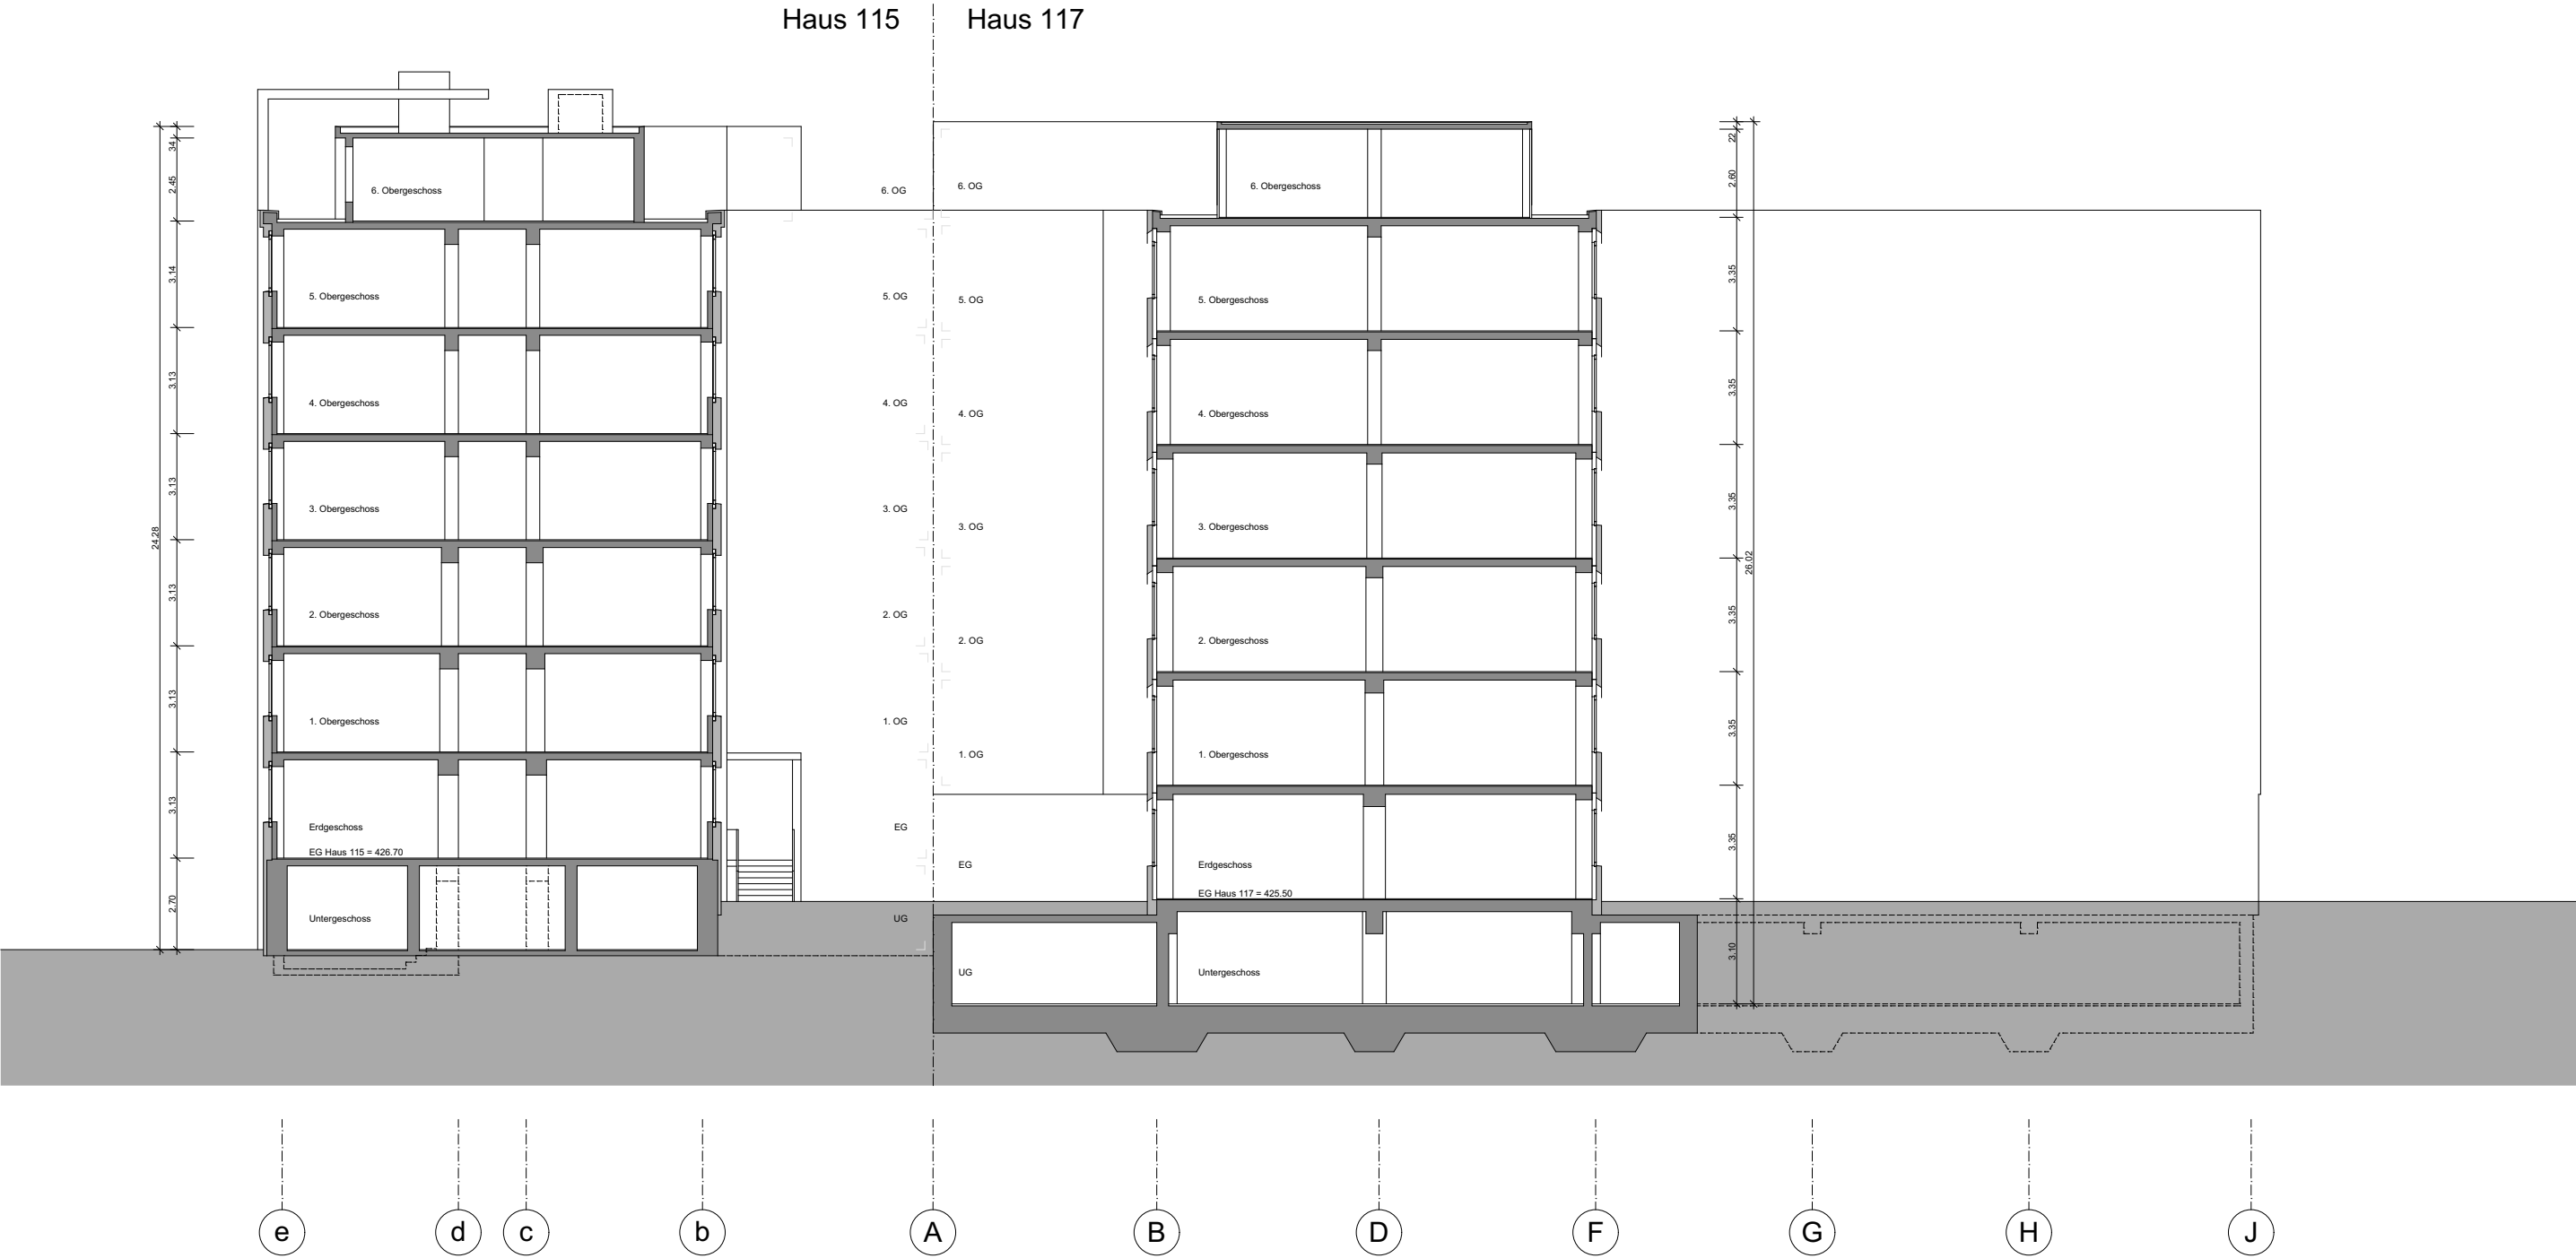 Haus 115
Haus 117
34
22
2.45
6. Obergeschoss
6. OG
6. OG
6. Obergeschoss
2.60
3.14
5. Obergeschoss
5. OG
5. OG
5. Obergeschoss
3.35
3.13
4. Obergeschoss
4. OG
4. OG
4. Obergeschoss
3.35
3.13
3. Obergeschoss
3. OG
3. OG
3. Obergeschoss
3.35
24.28
26.02
3.13
2. Obergeschoss
2. OG
2. OG
2. Obergeschoss
3.35
3.13
1. Obergeschoss
1. OG
1. OG
1. Obergeschoss
3.35
3.13
Erdgeschoss
EG Haus 115 = 426.70
EG
EG
Erdgeschoss
EG Haus 117 = 425.50
3.35
2.70
Untergeschoss
UG
UG
Untergeschoss
3.10
e
d
c
b
A
B
D
F
G
H
J